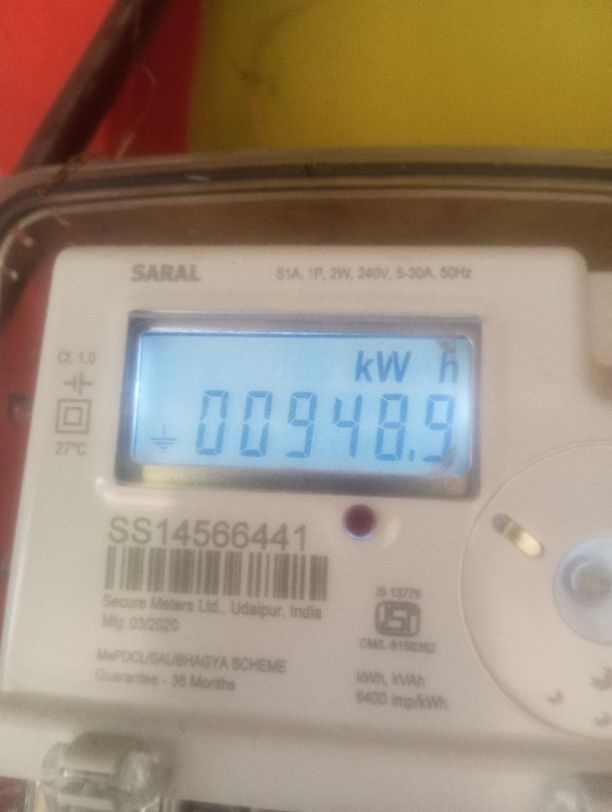 SARAL
S1A, 1P, 2W, 240V, 5-30A, 50Hz
Cl. 1.0
27°C
kW h
00948.9
SS14566441
Secure Meters Ltd., Udaipur, India
Mfg: 03/2020
MePDCL/SAUBHAGYA SCHEME
Guarantee - 36 Months
IS 13779
ISI
kWh, kVAh
6400 imp/kWh